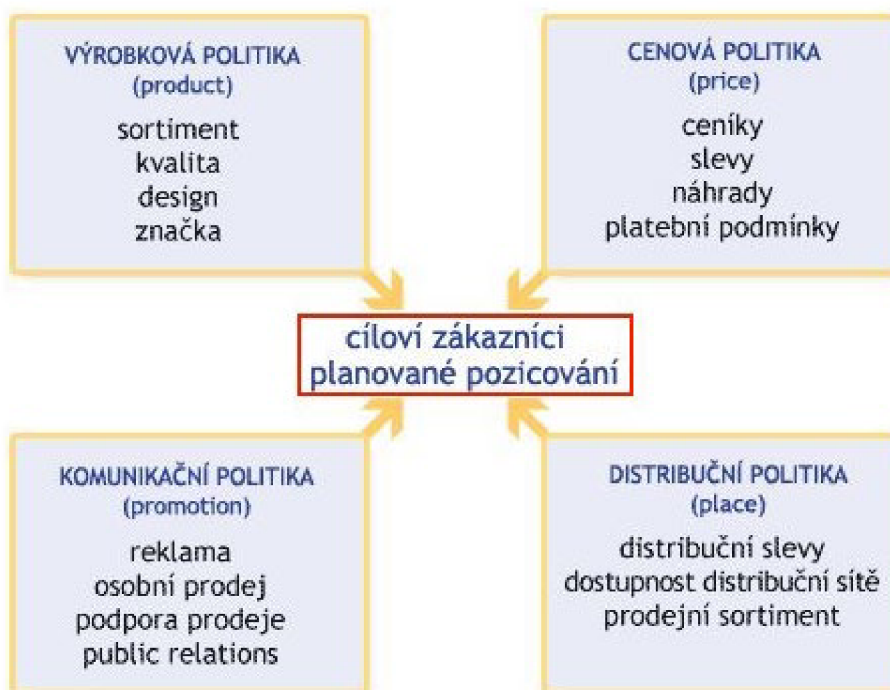 VÝROBKOVÁ POLITIKA
(product)
sortiment
kvalita
design
značka
CENOVÁ POLITIKA
(price)
ceníky
slevy
náhrady
platební podmínky
cíloví zákazníci
planované pozicování
KOMUNIKAČNÍ POLITIKA
(promotion)
reklama
osobní prodej
podpora prodeje
public relations
DISTRIBUČNÍ POLITIKA
(place)
distribuční slevy
dostupnost distribuční sítě
prodejní sortiment